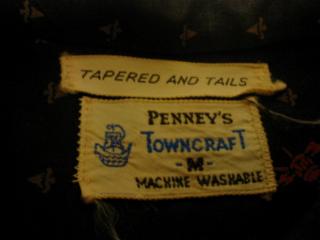 TAPERED AND TAILS
PENNEY'S
TOWNCRAFT
-M-
MACHINE WASHABLE